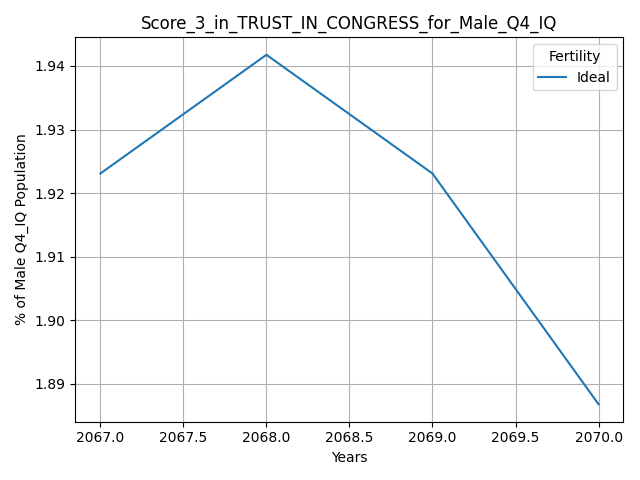 Score_3_in_TRUST_IN_CONGRESS_for_Male_Q4_IQ
Fertility
Ideal
% of Male Q4_IQ Population
1.94
1.93
1.92
1.91
1.90
1.89
2067.0 2067.5 2068.0 2068.5 2069.0 2069.5 2070.0
Years